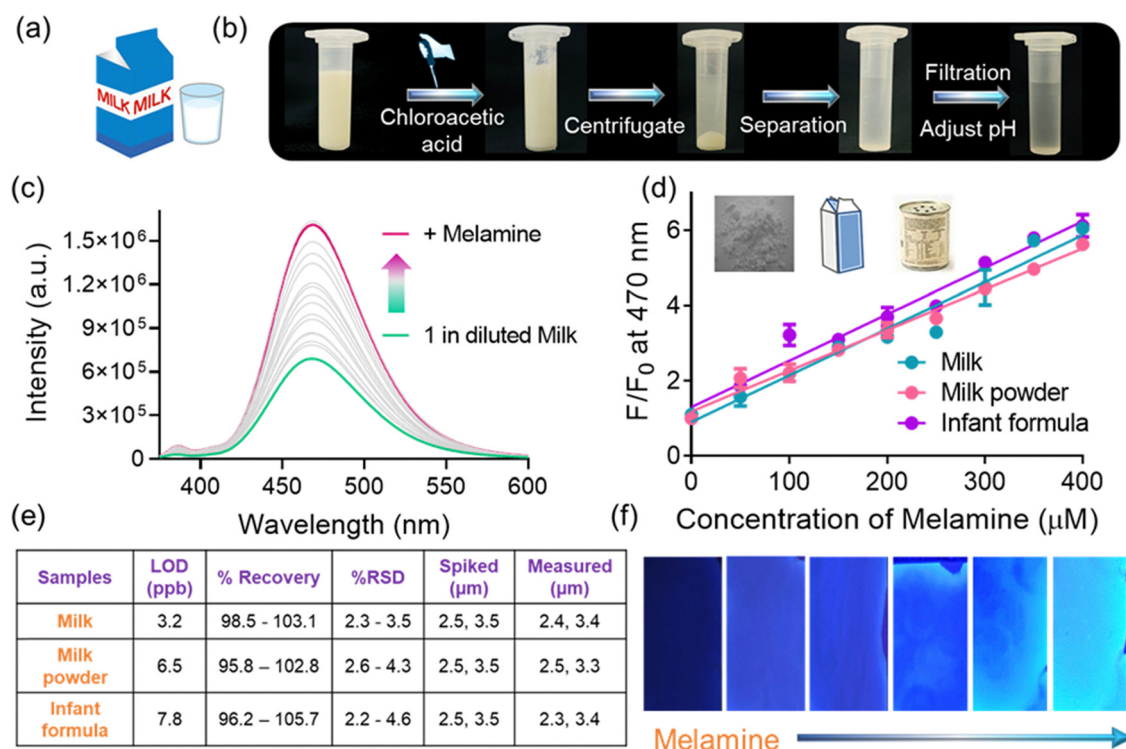 (a)
MILK MILK
(b)
Chloroacetic
acid
Centrifugate
Separation
Filtration
Adjust pH
(c)
Intensity (a.u.)
1.5×10⁶
1.2×10⁶
9×10⁵
6×10⁵
3×10⁵
+ Melamine
1 in diluted Milk
400 450 500 550 600
Wavelength (nm)
(d)
F/F₀ at 470 nm
6
4
2
0
Milk
Milk powder
Infant formula
0 100 200 300 400
Concentration of Melamine (μM)
(e)
Samples LOD (ppb) % Recovery %RSD Spiked (μm) Measured (μm)
Milk 3.2 98.5 - 103.1 2.3 - 3.5 2.5, 3.5 2.4, 3.4
Milk powder 6.5 95.8 – 102.8 2.6 - 4.3 2.5, 3.5 2.5, 3.3
Infant formula 7.8 96.2 – 105.7 2.2 - 4.6 2.5, 3.5 2.3, 3.4
(f)
Melamine